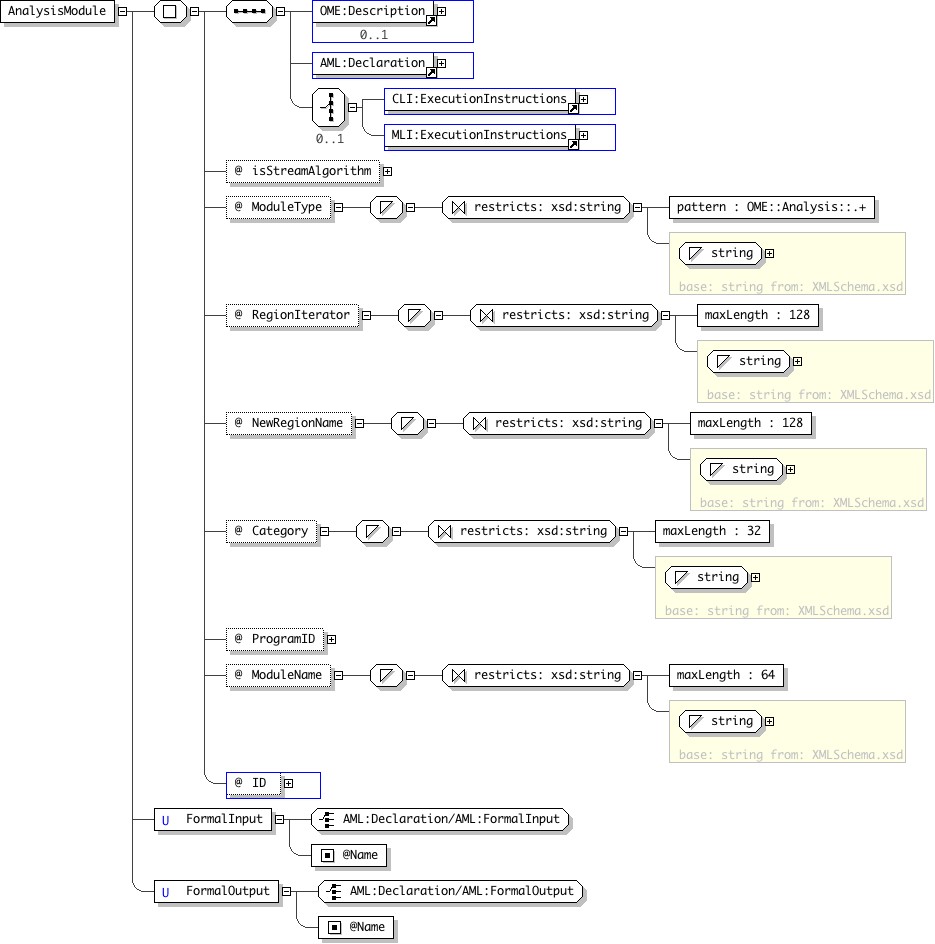 AnalysisModule
OME:Description
0..1
AML:Declaration
CLI:ExecutionInstructions
MLI:ExecutionInstructions
0..1
@ isStreamAlgorithm
@ ModuleType restricts: xsd:string pattern : OME::Analysis::.+
string
base: string from: XMLSchema.xsd
@ RegionIterator restricts: xsd:string maxLength : 128
string
base: string from: XMLSchema.xsd
@ NewRegionName restricts: xsd:string maxLength : 128
string
base: string from: XMLSchema.xsd
@ Category restricts: xsd:string maxLength : 32
string
base: string from: XMLSchema.xsd
@ ProgramID
@ ModuleName restricts: xsd:string maxLength : 64
string
base: string from: XMLSchema.xsd
@ ID
U FormalInput AML:Declaration/AML:FormalInput
@Name
U FormalOutput AML:Declaration/AML:FormalOutput
@Name